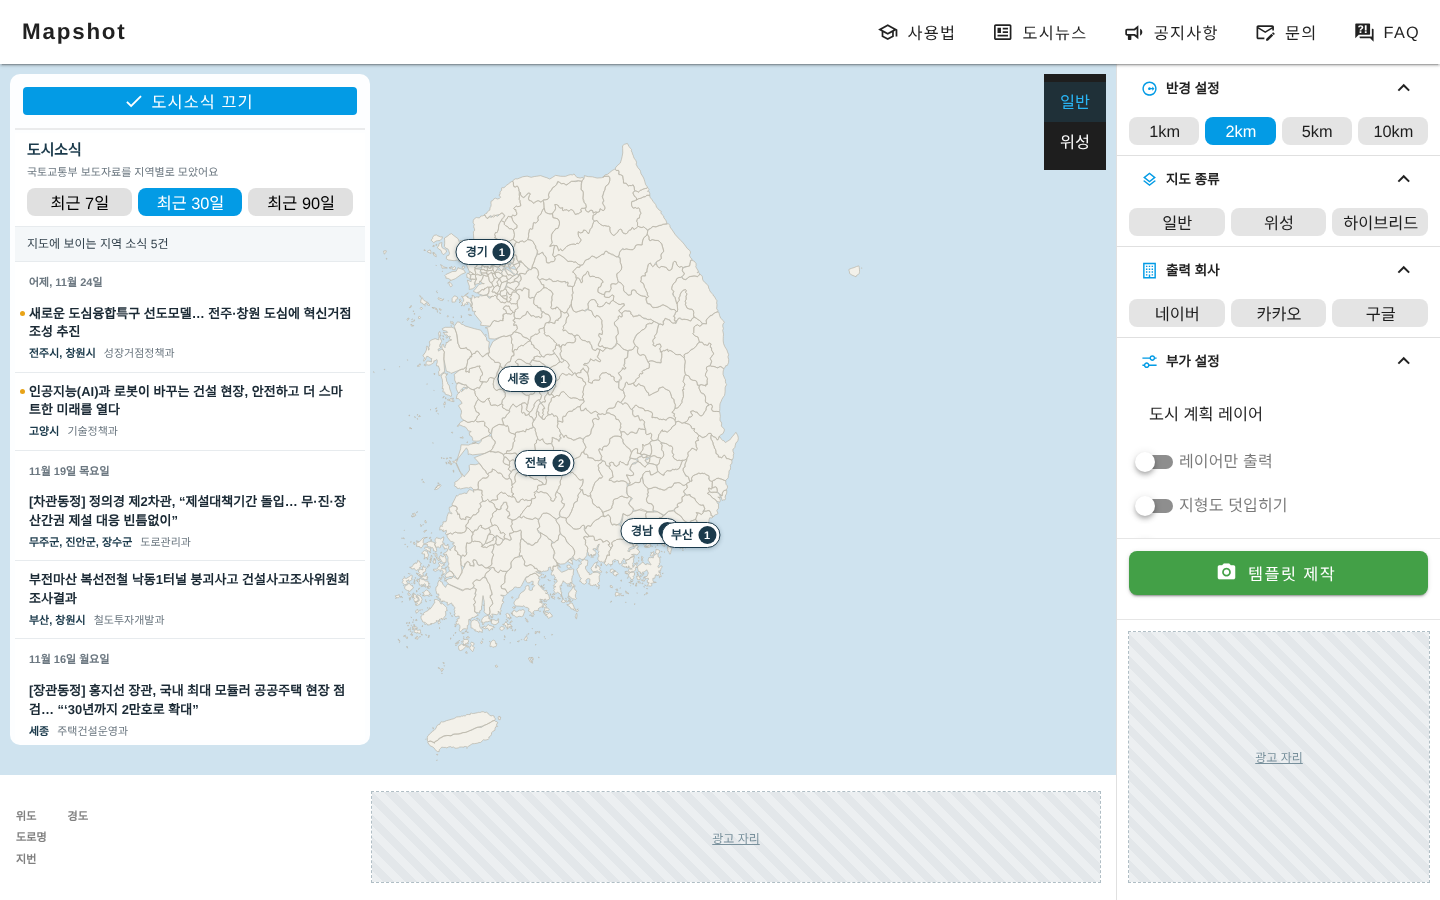 Mapshot
사용법
도시뉴스
공지사항
문의
FAQ
도시소식 끄기
도시소식
국토교통부 보도자료를 지역별로 모았어요
최근 7일
최근 30일
최근 90일
지도에 보이는 지역 소식 5건
어제, 11월 24일
새로운 도심융합특구 선도모델… 전주·창원 도심에 혁신거점
조성 추진
전주시, 창원시 성장거점정책과
인공지능(AI)과 로봇이 바꾸는 건설 현장, 안전하고 더 스마
트한 미래를 열다
고양시 기술정책과
11월 19일 목요일
[차관동정] 정의경 제2차관, “제설대책기간 돌입… 무·진·장
산간권 제설 대응 빈틈없이”
무주군, 진안군, 장수군 도로관리과
부전마산 복선전철 낙동1터널 붕괴사고 건설사고조사위원회
조사결과
부산, 창원시 철도투자개발과
11월 16일 월요일
[장관동정] 홍지선 장관, 국내 최대 모듈러 공공주택 현장 점
검… “‘30년까지 2만호로 확대”
세종 주택건설운영과
경기 1
세종 1
전북 2
경남
부산 1
일반
위성
반경 설정
1km
2km
5km
10km
지도 종류
일반
위성
하이브리드
출력 회사
네이버
카카오
구글
부가 설정
도시 계획 레이어
레이어만 출력
지형도 덧입히기
템플릿 제작
광고 자리
위도
경도
도로명
지번
광고 자리